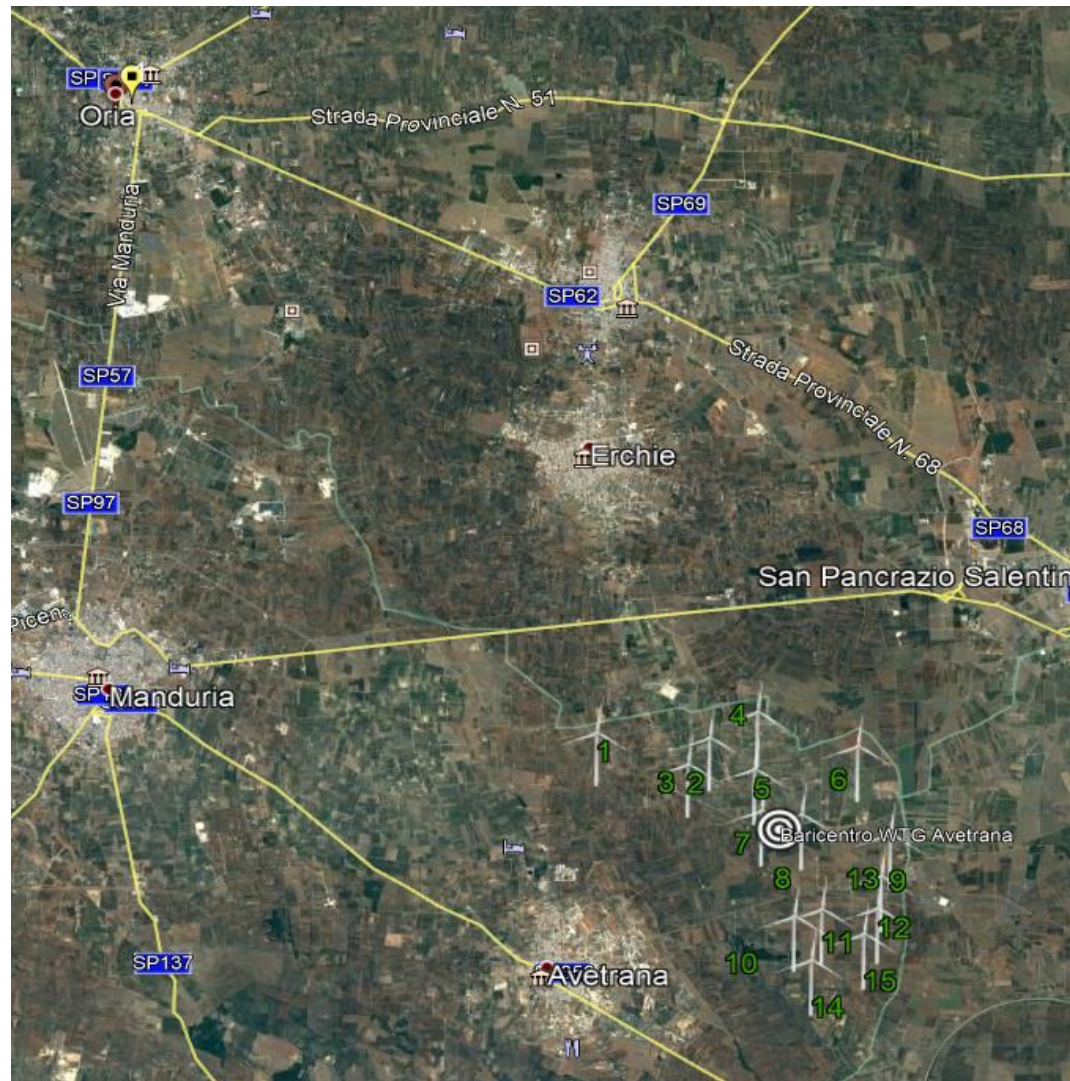 Oria
Strada Provinciale N. 51
Via Manduria
SP69
SP62
SP57
Strada Provinciale N. 68
Erchie
SP97
SP68
San Pancrazio Salentin
Manduria
4
1
3
2
5
6
Baricentro WTG Avetrana
7
8
13
9
12
11
10
15
14
SP137
Avetrana